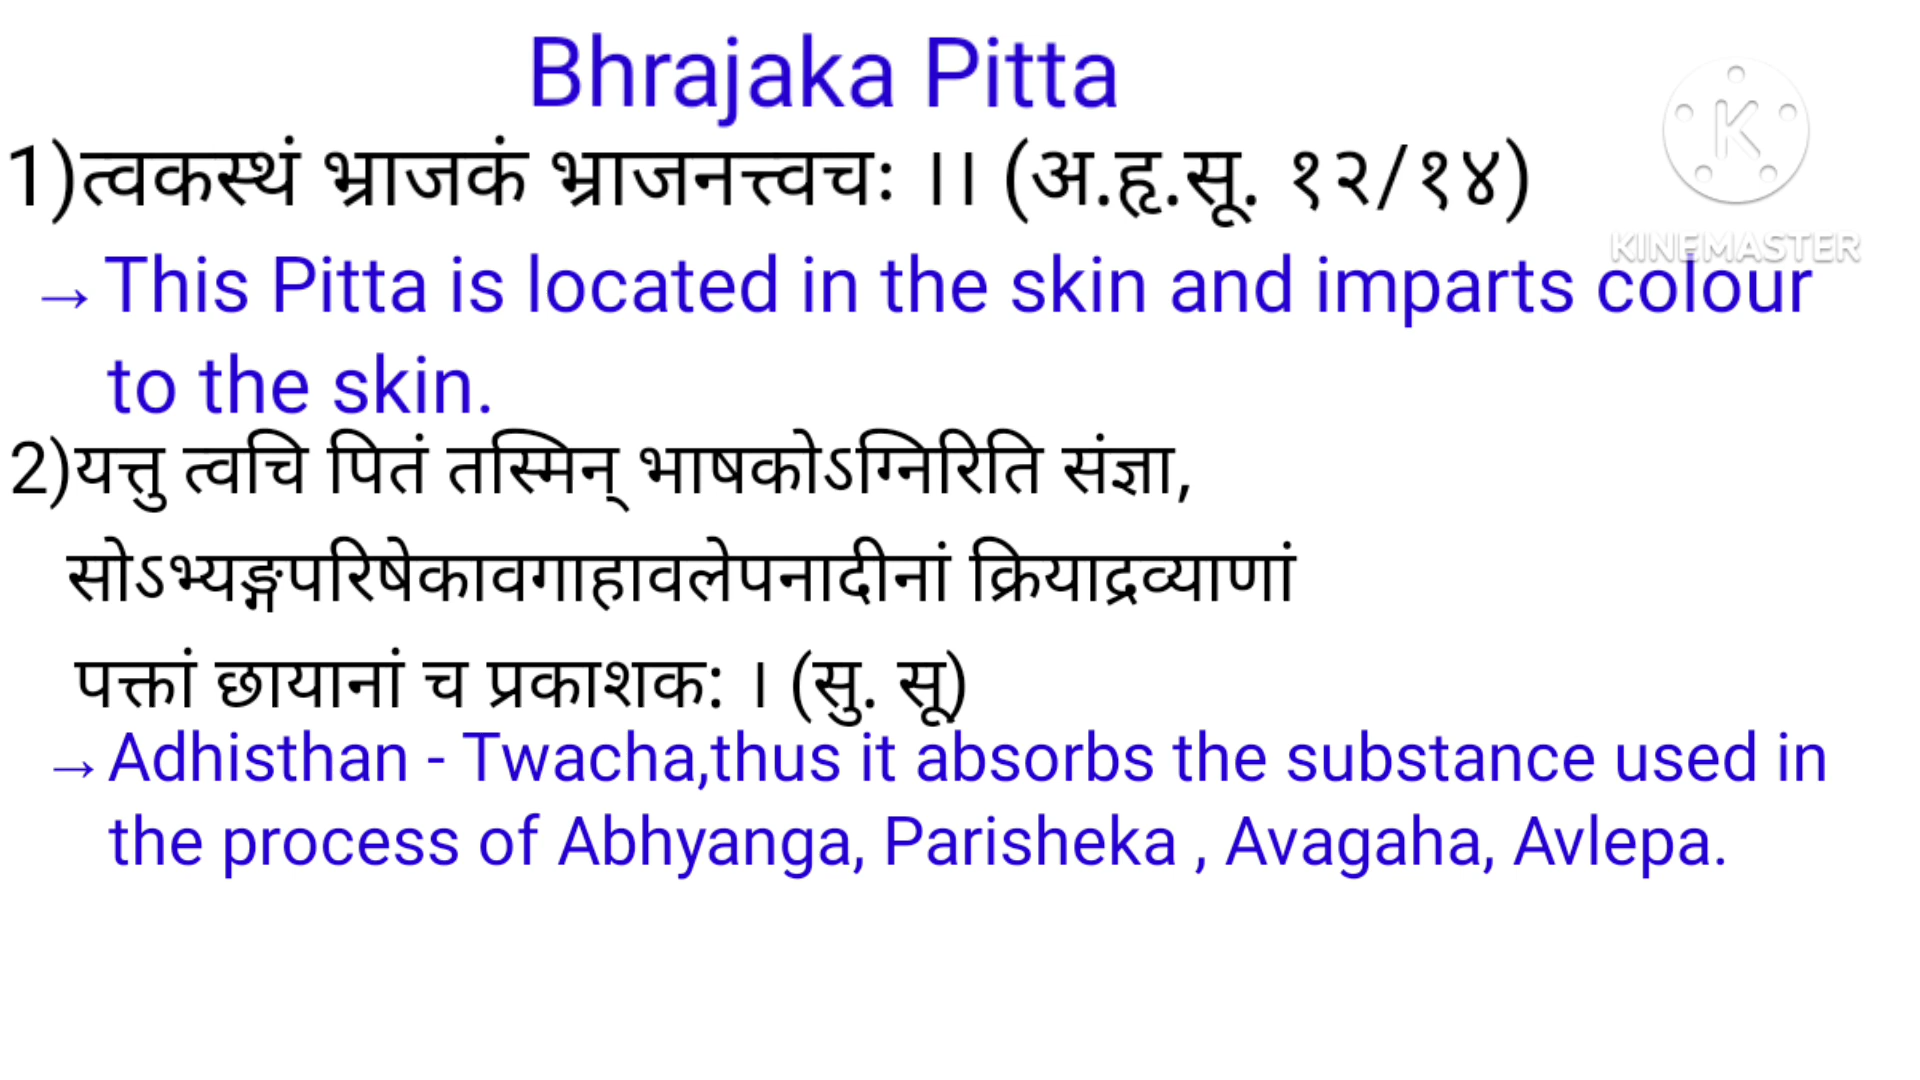 Bhrajaka Pitta
1)त्वकस्थं भ्राजकं भ्राजनत्त्वचः ।। (अ.हृ.सू. १२/१४)
K
KINEMASTER
→ This Pitta is located in the skin and imparts colour
to the skin.
2)यत्तु त्वचि पितं तस्मिन् भाषकोऽग्निरिति संज्ञा,
सोऽभ्यङ्गपरिषेकावगाहावलेपनादीनां क्रियाद्रव्याणां
पक्तां छायानां च प्रकाशक: । (सु. सू)
→ Adhisthan - Twacha,thus it absorbs the substance used in
the process of Abhyanga, Parisheka , Avagaha, Avlepa.